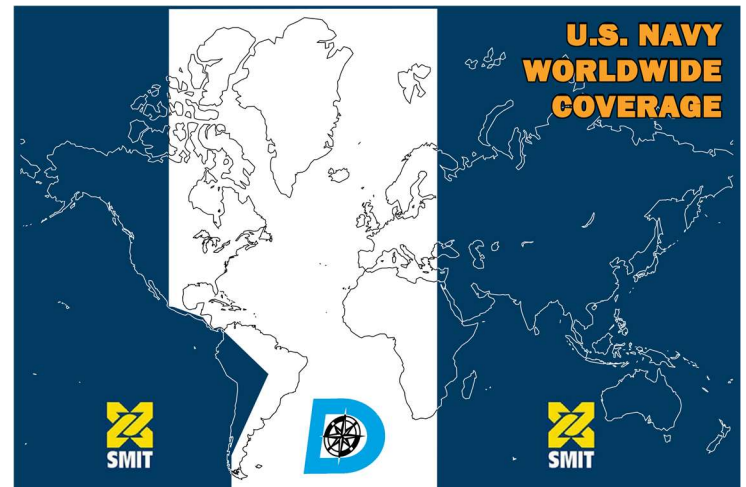 U.S. NAVY
WORLDWIDE
COVERAGE
SMIT
D
SMIT